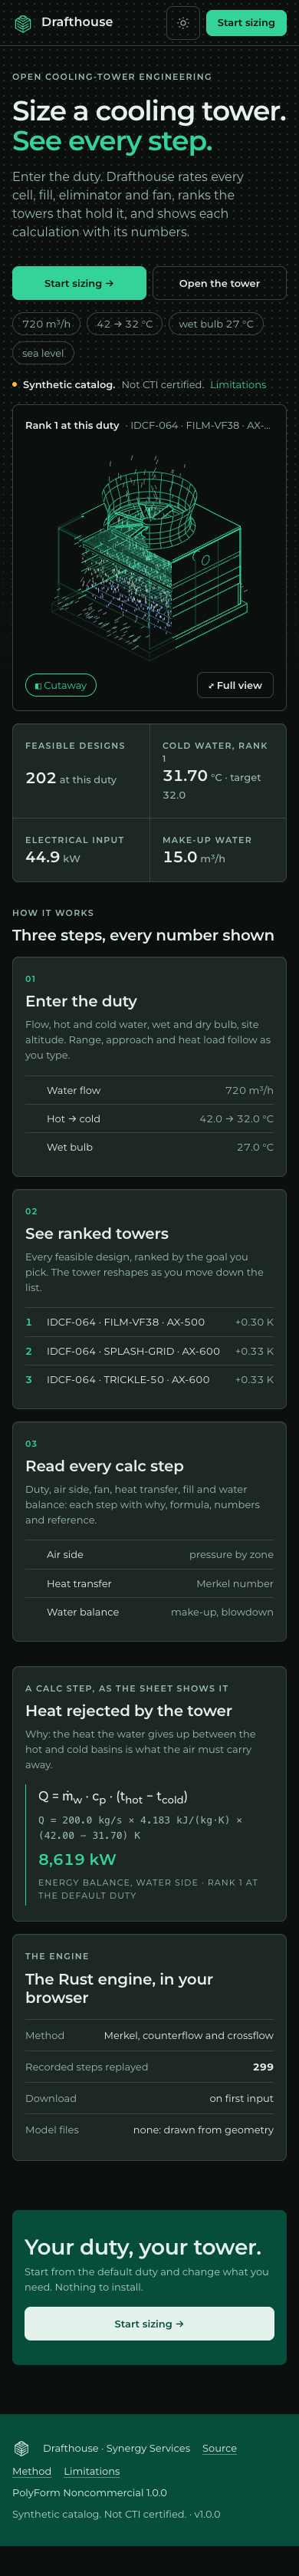 Drafthouse
Start sizing
OPEN COOLING-TOWER ENGINEERING
Size a cooling tower.
See every step.
Enter the duty. Drafthouse rates every
cell, fill, eliminator and fan, ranks the
towers that hold it, and shows each
calculation with its numbers.
Start sizing →
Open the tower
720 m³/h
42 → 32 °C
wet bulb 27 °C
sea level
Synthetic catalog. Not CTI certified. Limitations
Rank 1 at this duty · IDCF-064 · FILM-VF38 · AX-…
Cutaway
Full view
FEASIBLE DESIGNS
202 at this duty
COLD WATER, RANK
1
31.70 °C · target
32.0
ELECTRICAL INPUT
44.9 kW
MAKE-UP WATER
15.0 m³/h
HOW IT WORKS
Three steps, every number shown
01
Enter the duty
Flow, hot and cold water, wet and dry bulb, site
altitude. Range, approach and heat load follow as
you type.
Water flow 720 m³/h
Hot → cold 42.0 → 32.0 °C
Wet bulb 27.0 °C
02
See ranked towers
Every feasible design, ranked by the goal you
pick. The tower reshapes as you move down the
list.
1 IDCF-064 · FILM-VF38 · AX-500 +0.30 K
2 IDCF-064 · SPLASH-GRID · AX-600 +0.33 K
3 IDCF-064 · TRICKLE-50 · AX-600 +0.33 K
03
Read every calc step
Duty, air side, fan, heat transfer, fill and water
balance: each step with why, formula, numbers
and reference.
Air side pressure by zone
Heat transfer Merkel number
Water balance make-up, blowdown
A CALC STEP, AS THE SHEET SHOWS IT
Heat rejected by the tower
Why: the heat the water gives up between the
hot and cold basins is what the air must carry
away.
Q = ṁw · cp · (thot − tcold)
Q = 200.0 kg/s × 4.183 kJ/(kg·K) ×
(42.00 − 31.70) K
8,619 kW
ENERGY BALANCE, WATER SIDE · RANK 1 AT
THE DEFAULT DUTY
THE ENGINE
The Rust engine, in your
browser
Method Merkel, counterflow and crossflow
Recorded steps replayed 299
Download on first input
Model files none: drawn from geometry
Your duty, your tower.
Start from the default duty and change what you
need. Nothing to install.
Start sizing →
Drafthouse · Synergy Services Source
Method Limitations
PolyForm Noncommercial 1.0.0
Synthetic catalog. Not CTI certified. · v1.0.0